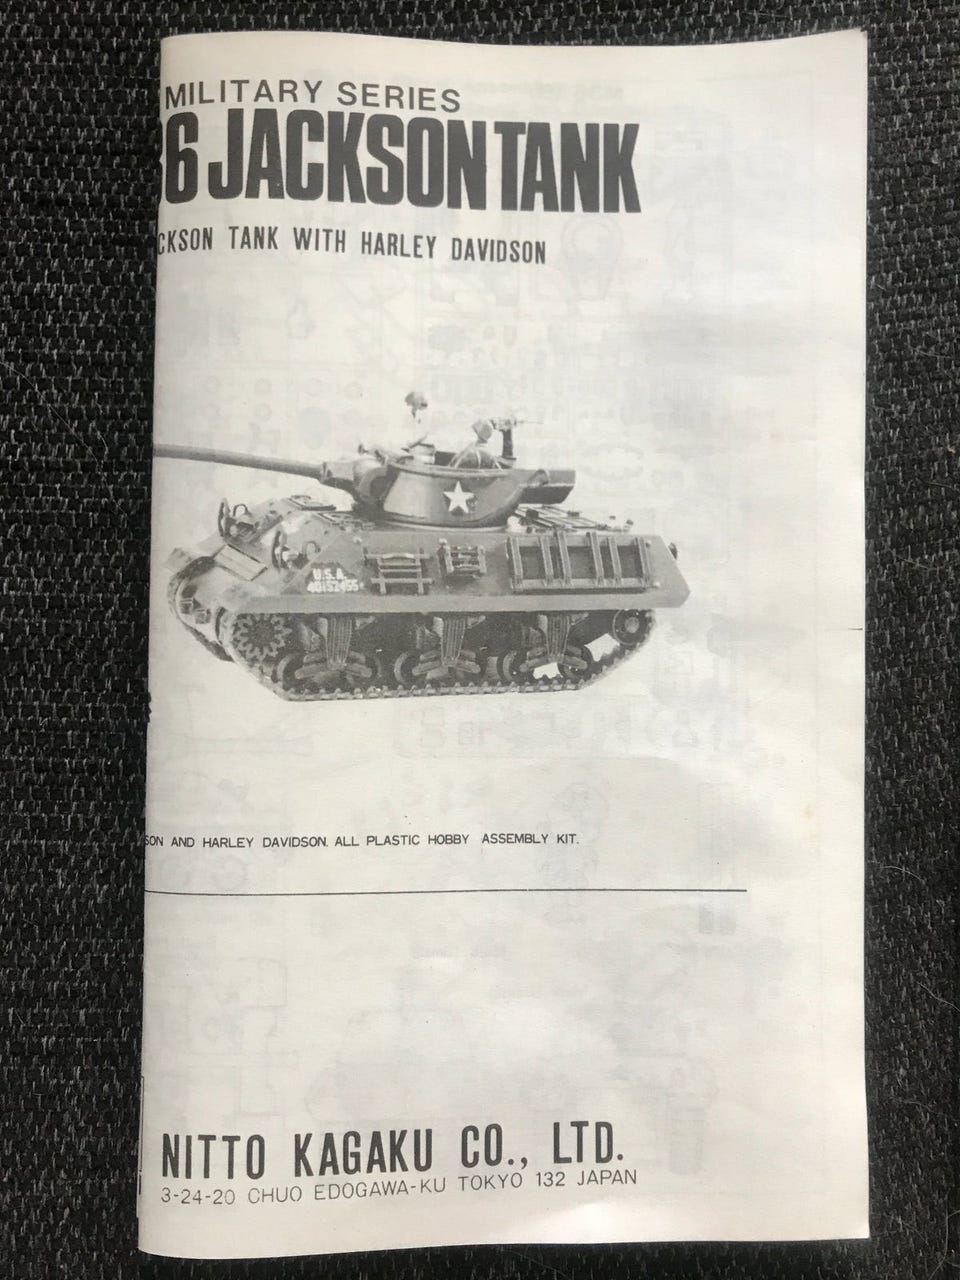 MILITARY SERIES
6 JACKSON TANK
CKSON TANK WITH HARLEY DAVIDSON
U.S.A.
40152455
SON AND HARLEY DAVIDSON. ALL PLASTIC HOBBY ASSEMBLY KIT.
NITTO KAGAKU CO., LTD.
3-24-20 CHUO EDOGAWA-KU TOKYO 132 JAPAN